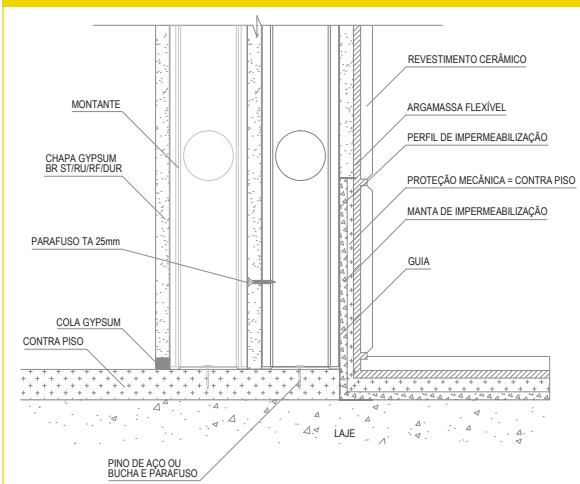 MONTANTE
CHAPA GYPSUM
BR ST/RU/RF/DUR
PARAFUSO TA 25mm
COLA GYPSUM
CONTRA PISO
PINO DE AÇO OU
BUCHA E PARAFUSO
REVESTIMENTO CERÂMICO
ARGAMASSA FLEXÍVEL
PERFIL DE IMPERMEABILIZAÇÃO
PROTEÇÃO MECÂNICA = CONTRA PISO
MANTA DE IMPERMEABILIZAÇÃO
GUIA
LAJE